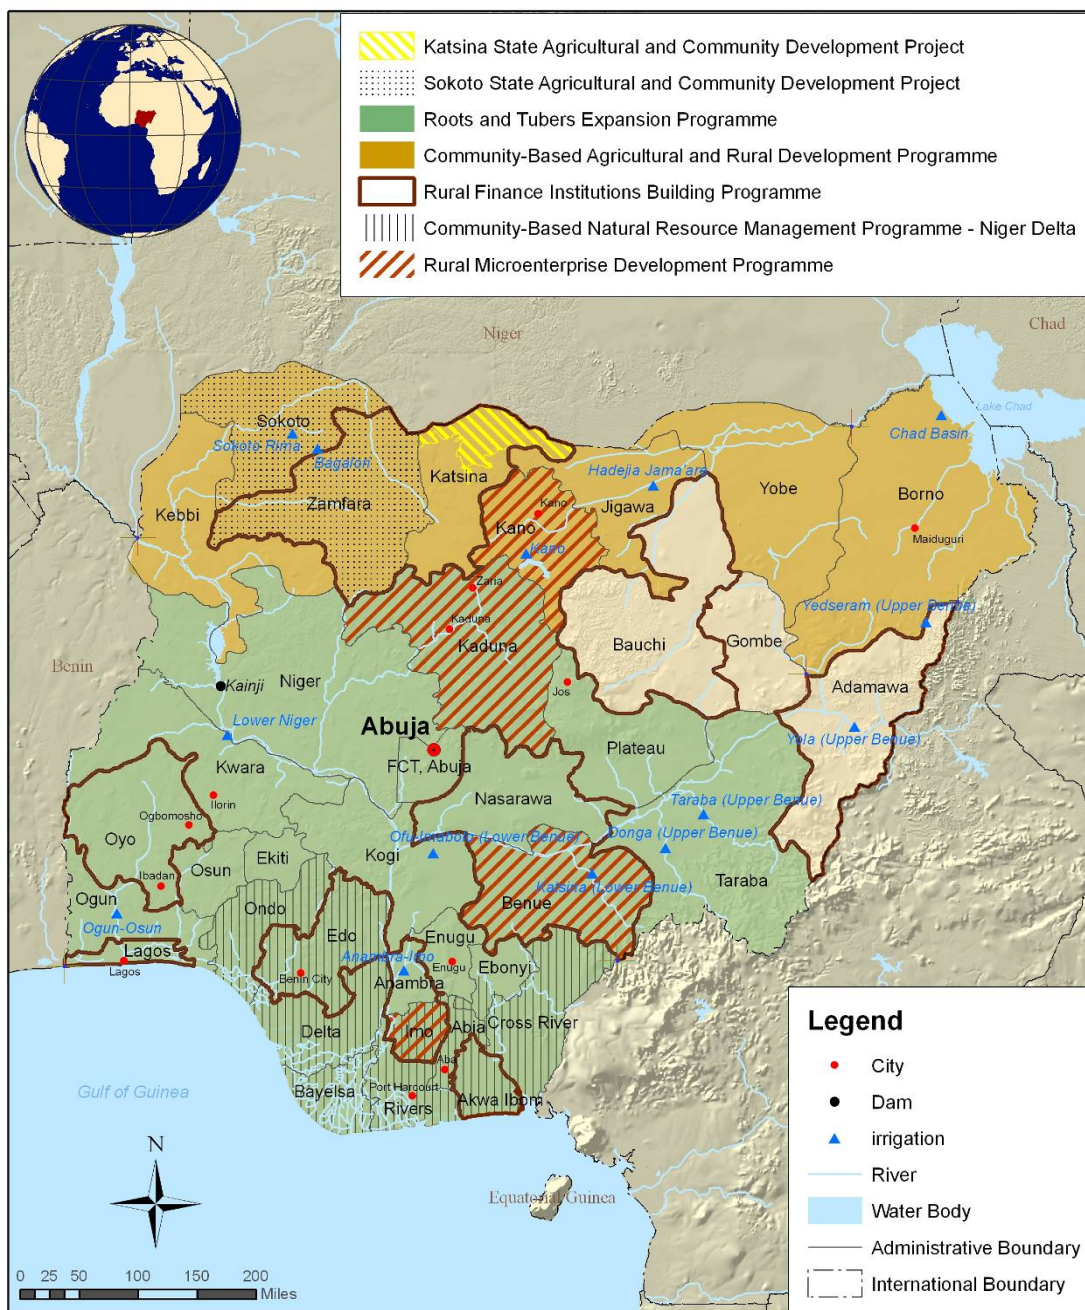 Katsina State Agricultural and Community Development Project
Sokoto State Agricultural and Community Development Project
Roots and Tubers Expansion Programme
Community-Based Agricultural and Rural Development Programme
Rural Finance Institutions Building Programme
Community-Based Natural Resource Management Programme - Niger Delta
Rural Microenterprise Development Programme
Niger
Chad
Lake Chad
Sokoto
Sokoto Rima
Bagalori
Chad Basin
Katsina
Hadejia Jama'are
Yobe
Borno
Zamfara
Kebbi
Kano
Jigawa
Kano
Kano
Maiduguri
Zaria
Yedseram (Upper Benue)
Kaduna
Kaduna
Bauchi
Gombe
Benin
Kainji
Niger
Jos
Adamawa
Lower Niger
Abuja
Yola (Upper Benue)
Plateau
FCT, Abuja
Kwara
Nasarawa
Ilorin
Taraba (Upper Benue)
Ogbomosho
Ofu-Imabolo (Lower Benue)
Donga (Upper Benue)
Oyo
Ekiti
Kogi
Osun
Ibadan
Katsina (Lower Benue)
Taraba
Ogun
Benue
Ondo
Ogun-Osun
Edo
Enugu
Lagos
Anambra-Imo
Ebonyi
Lagos
Benin City
Enugu
Anambra
Delta
Imo
Abia
Cross River
Aba
Gulf of Guinea
Bayelsa
Port Harcourt
Rivers
Akwa Ibom
N
Equatorial Guinea
0 25 50 100 150 200
Miles
Legend
City
Dam
irrigation
River
Water Body
Administrative Boundary
International Boundary